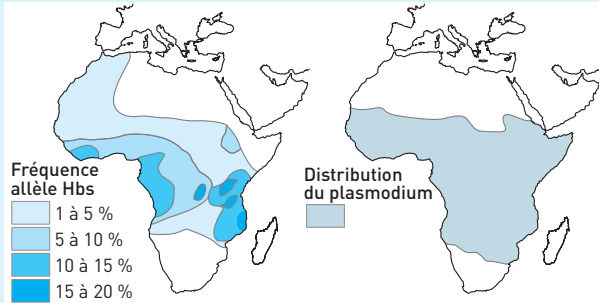 Fréquence
allèle Hbs
1 à 5 %
5 à 10 %
10 à 15 %
15 à 20 %
Distribution
du plasmodium